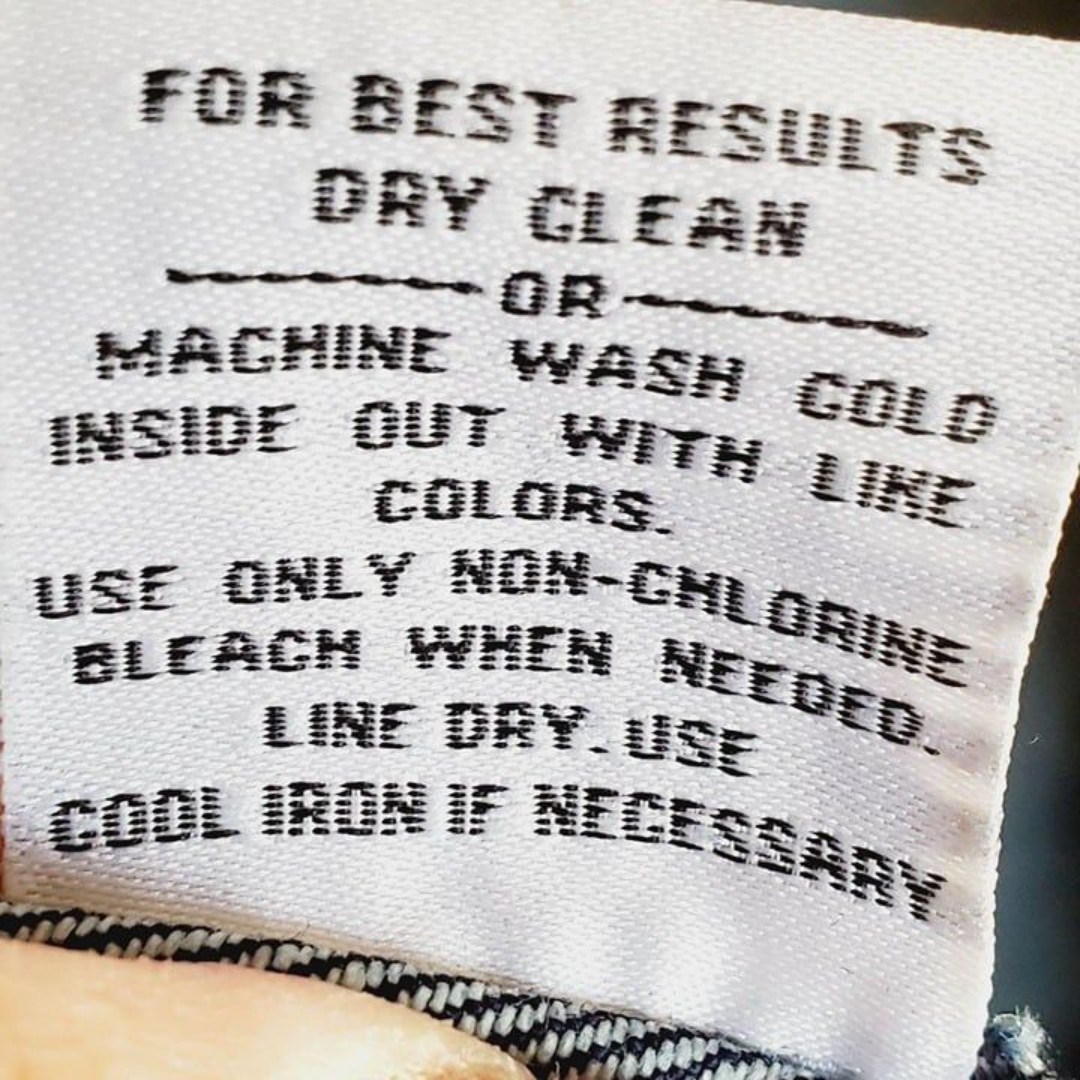 FOR BEST RESULTS
DRY CLEAN
OR
MACHINE WASH COLD
INSIDE OUT WITH LIKE
COLORS.
USE ONLY NON-CHLORINE
BLEACH WHEN NEEDED.
LINE DRY. USE
COOL IRON IF NECESSARY